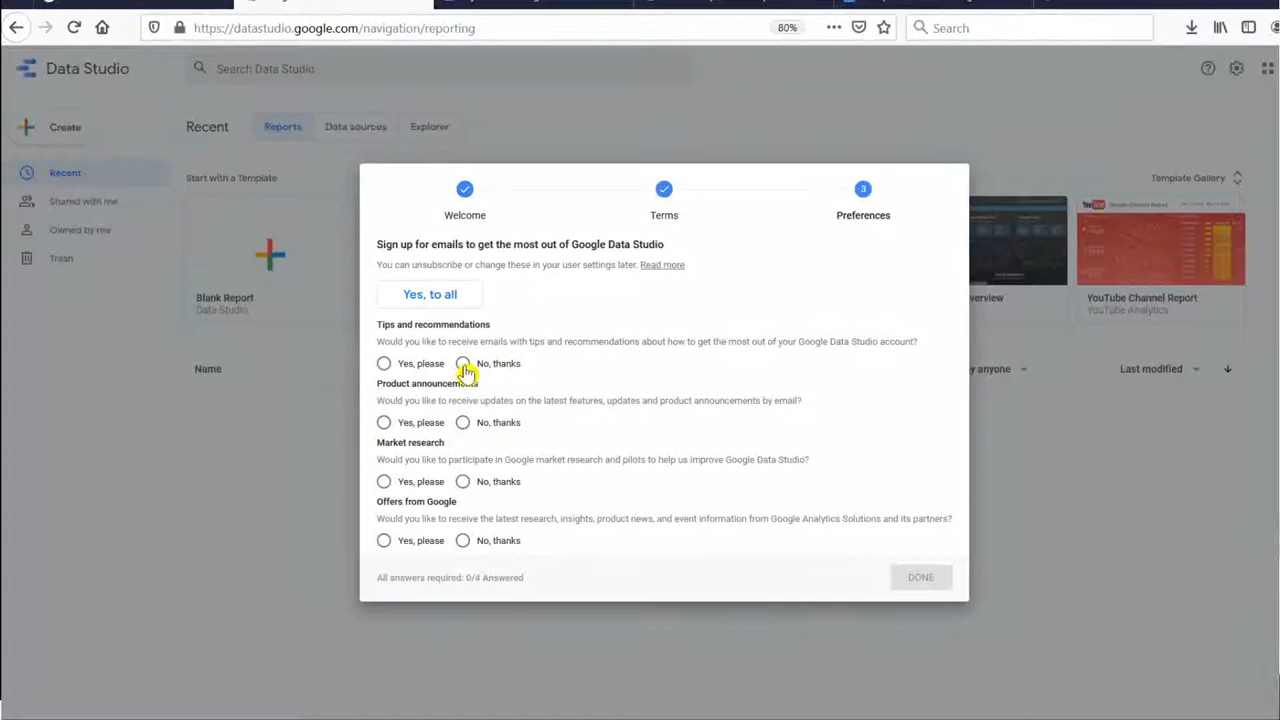 https://datastudio.google.com/navigation/reporting
80%
Search
Data Studio
Search Data Studio
Create
Recent
Reports
Data sources
Explorer
Recent
Shared with me
Owned by me
Trash
Start with a Template
Template Gallery
Blank Report
Data Studio
YouTube Channel Report
YouTube Analytics
Name
Last modified
Welcome
Terms
3
Preferences
Sign up for emails to get the most out of Google Data Studio
You can unsubscribe or change these in your user settings later. Read more
Yes, to all
Tips and recommendations
Would you like to receive emails with tips and recommendations about how to get the most out of your Google Data Studio account?
Yes, please
No, thanks
Product announcem
Would you like to receive updates on the latest features, updates and product announcements by email?
Yes, please
No, thanks
Market research
Would you like to participate in Google market research and pilots to help us improve Google Data Studio?
Yes, please
No, thanks
Offers from Google
Would you like to receive the latest research, insights, product news, and event information from Google Analytics Solutions and its partners?
Yes, please
No, thanks
All answers required: 0/4 Answered
DONE